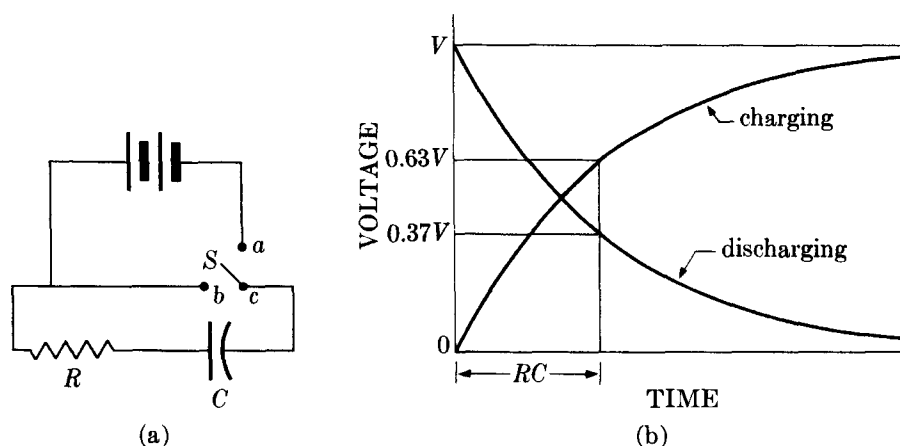 a
S
b
c
R
C
(a)
V
0.63V
0.37V
0
VOLTAGE
charging
discharging
RC
TIME
(b)